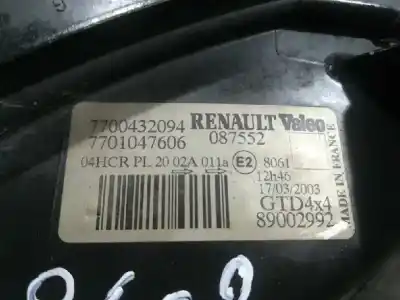 7700432094 RENAULT Valeo
7701047606 087552
04HCR PL 20 02A 011a E2 8061
12h46
17/03/2003
GTD4x4
89002992
MADE IN FRANCE